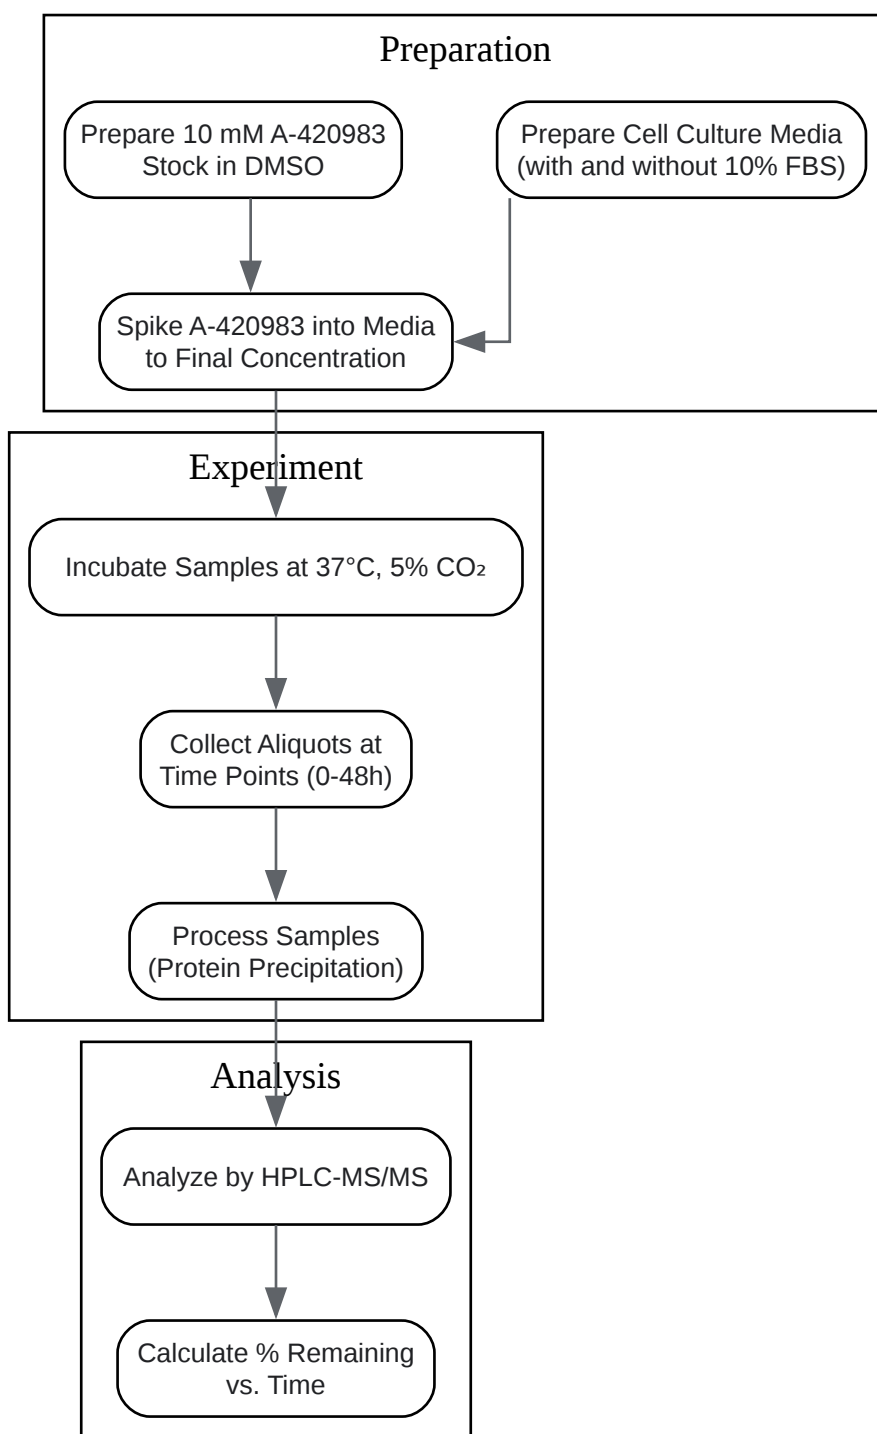 Preparation
Prepare 10 mM A-420983
Stock in DMSO
Prepare Cell Culture Media
(with and without 10% FBS)
Spike A-420983 into Media
to Final Concentration
Experiment
Incubate Samples at 37°C, 5% CO₂
Collect Aliquots at
Time Points (0-48h)
Process Samples
(Protein Precipitation)
Analysis
Analyze by HPLC-MS/MS
Calculate % Remaining
vs. Time